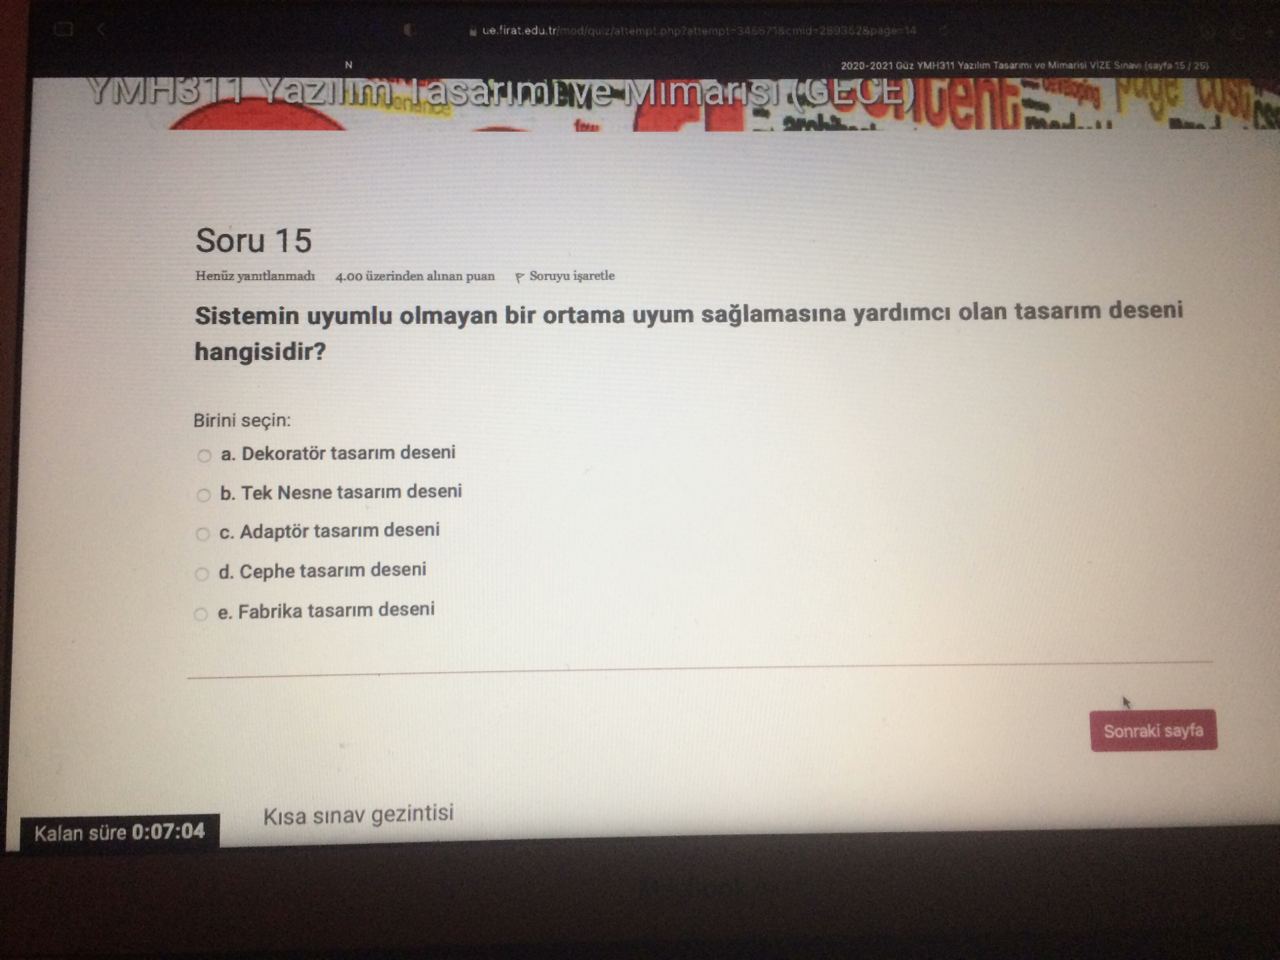 ue.firat.edu.tr/mod/quiz/attempt.php?attempt=346571&cmid=289362&page=14
N
2020-2021 Güz YMH311 Yazılım Tasarımı ve Mimarisi VİZE Sınavı (sayfa 15 / 25)
YMH311 Yazılım Tasarımı ve Mimarisi (GECE)
Soru 15
Henüz yanıtlanmadı 4.00 üzerinden alınan puan Soruyu işaretle
Sistemin uyumlu olmayan bir ortama uyum sağlamasına yardımcı olan tasarım deseni
hangisidir?
Birini seçin:
a. Dekoratör tasarım deseni
b. Tek Nesne tasarım deseni
c. Adaptör tasarım deseni
d. Cephe tasarım deseni
e. Fabrika tasarım deseni
Sonraki sayfa
Kısa sınav gezintisi
Kalan süre 0:07:04